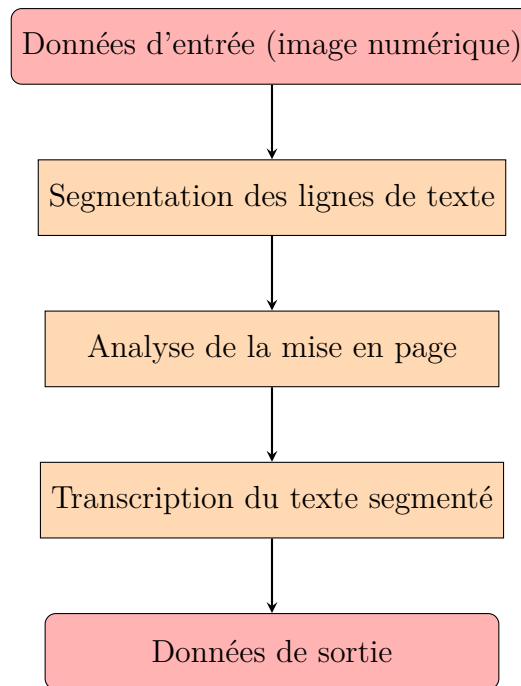 Données d'entrée (image numérique)
Segmentation des lignes de texte
Analyse de la mise en page
Transcription du texte segmenté
Données de sortie